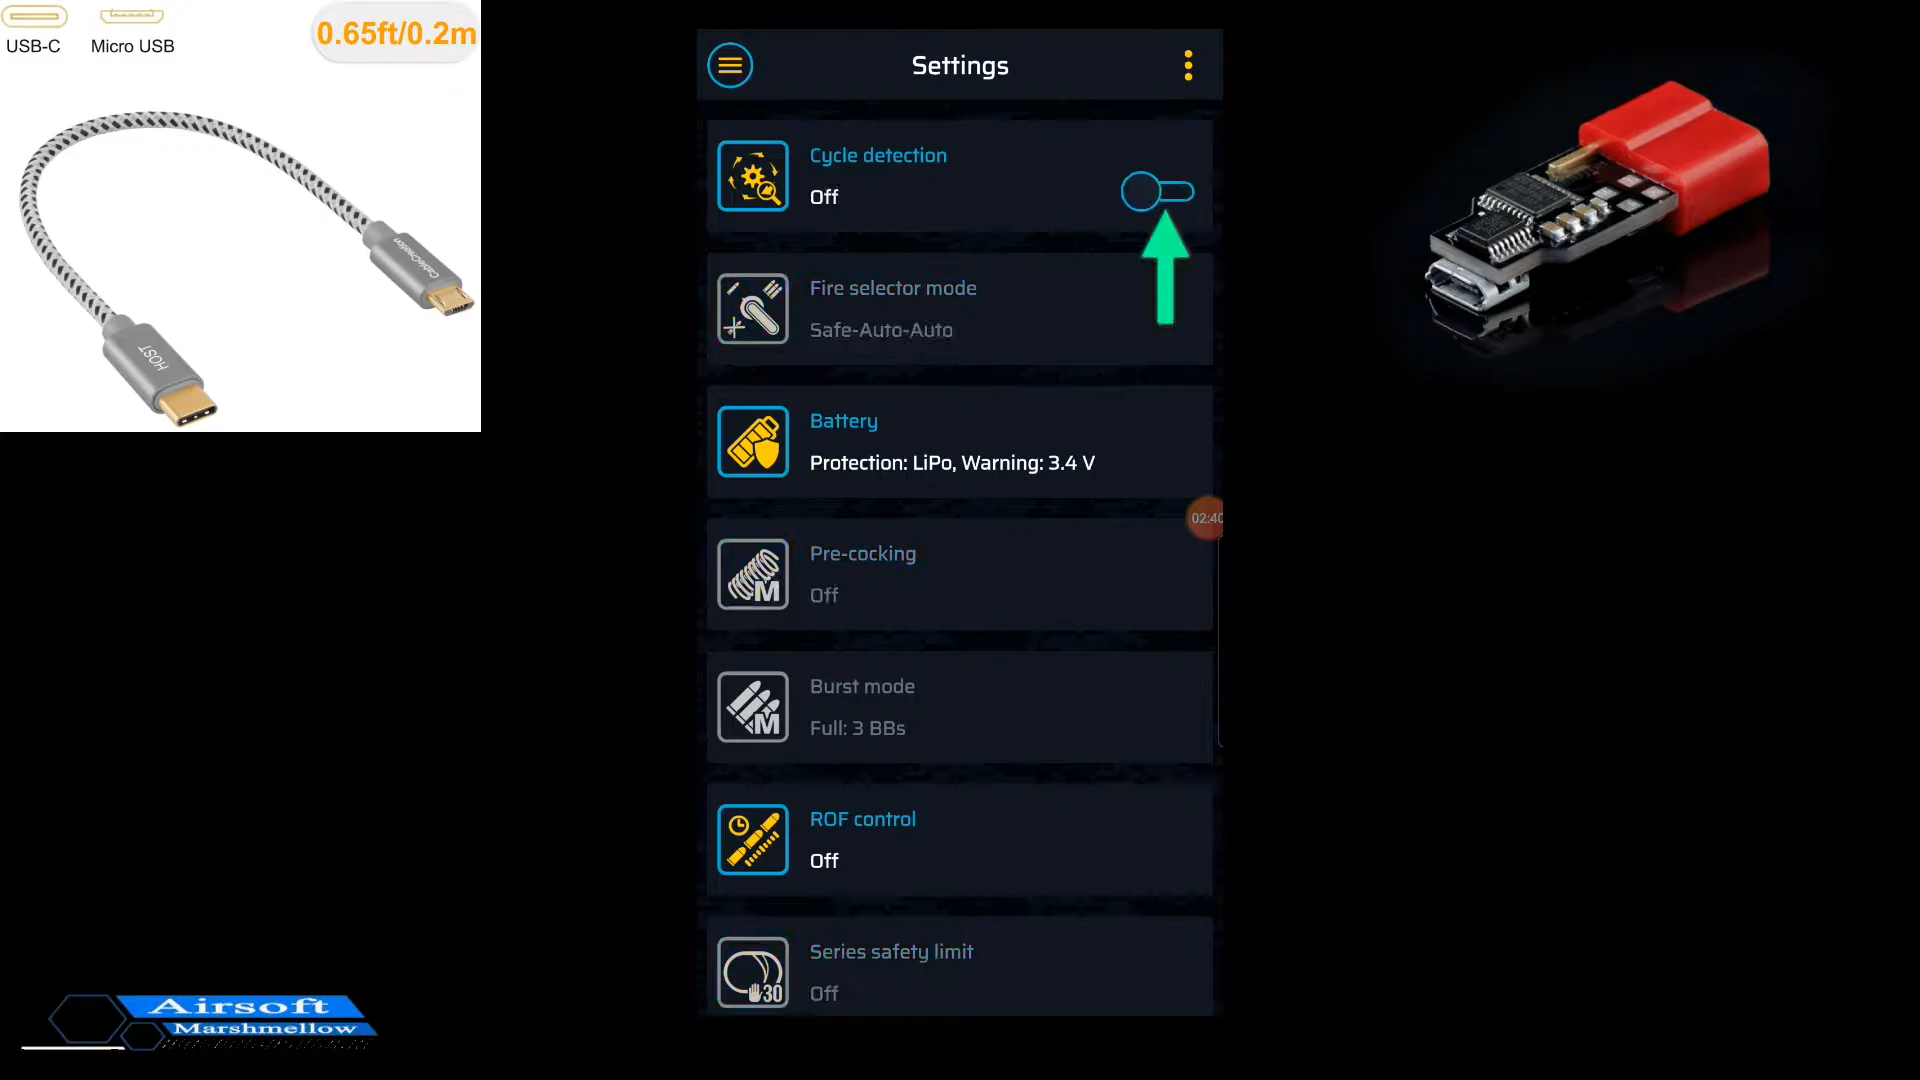 USB-C
Micro USB
0.65ft/0.2m
CableCreation
HOST
Settings
Cycle detection
Off
Fire selector mode
Safe-Auto-Auto
Battery
Protection: LiPo, Warning: 3.4 V
02:40
Pre-cocking
Off
M
Burst mode
Full: 3 BBs
M
ROF control
Off
Series safety limit
Off
30
Airsoft
Marshmellow